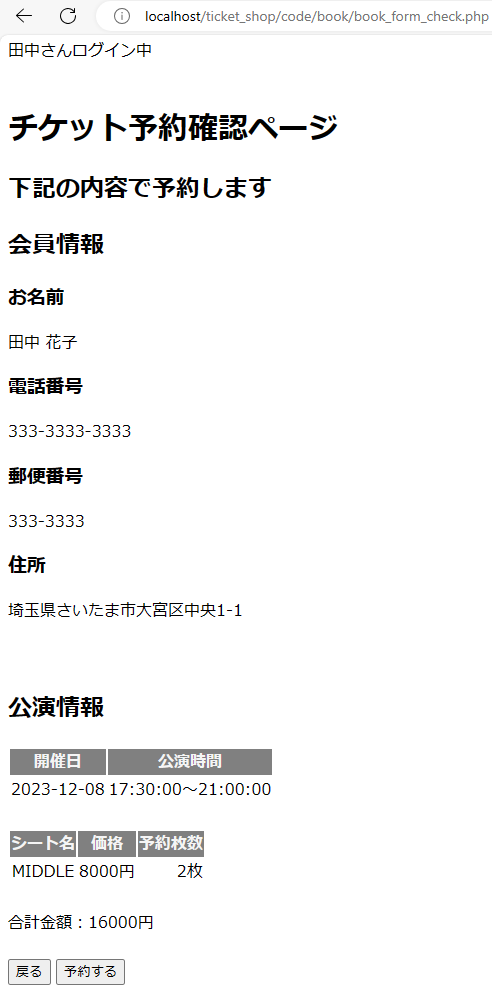 localhost/ticket_shop/code/book/book_form_check.php
田中さんログイン中
チケット予約確認ページ
下記の内容で予約します
会員情報
お名前
田中 花子
電話番号
333-3333-3333
郵便番号
333-3333
住所
埼玉県さいたま市大宮区中央1-1
公演情報
開催日 公演時間
2023-12-08 17:30:00～21:00:00
シート名 価格 予約枚数
MIDDLE 8000円 2枚
合計金額：16000円
戻る 予約する